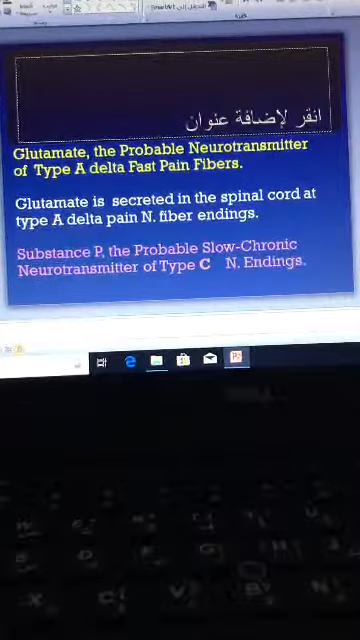 انقر لإضافة عنوان
Glutamate, the Probable Neurotransmitter
of Type A delta Fast Pain Fibers.
Glutamate is secreted in the spinal cord at
type A delta pain N. fiber endings.
Substance P, the Probable Slow-Chronic
Neurotransmitter of Type C N. Endings.